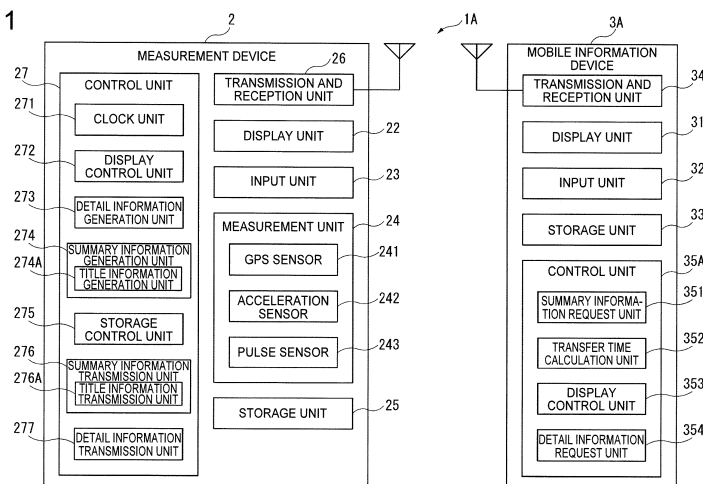 1
2
1A
3A
MEASUREMENT DEVICE
26
27
CONTROL UNIT
271
CLOCK UNIT
272
DISPLAY
CONTROL UNIT
273
DETAIL INFORMATION
GENERATION UNIT
274
SUMMARY INFORMATION
GENERATION UNIT
274A
TITLE INFORMATION
GENERATION UNIT
275
STORAGE
CONTROL UNIT
276
SUMMARY INFORMATION
TRANSMISSION UNIT
276A
TITLE INFORMATION
TRANSMISSION UNIT
277
DETAIL INFORMATION
TRANSMISSION UNIT
TRANSMISSION AND
RECEPTION UNIT
DISPLAY UNIT
22
INPUT UNIT
23
MEASUREMENT UNIT
24
GPS SENSOR
241
ACCELERATION
SENSOR
242
PULSE SENSOR
243
STORAGE UNIT
25
MOBILE INFORMATION
DEVICE
TRANSMISSION AND
RECEPTION UNIT
34
DISPLAY UNIT
31
INPUT UNIT
32
STORAGE UNIT
33
CONTROL UNIT
35A
SUMMARY INFORMA-
TION REQUEST UNIT
351
TRANSFER TIME
CALCULATION UNIT
352
DISPLAY
CONTROL UNIT
353
DETAIL INFORMATION
REQUEST UNIT
354